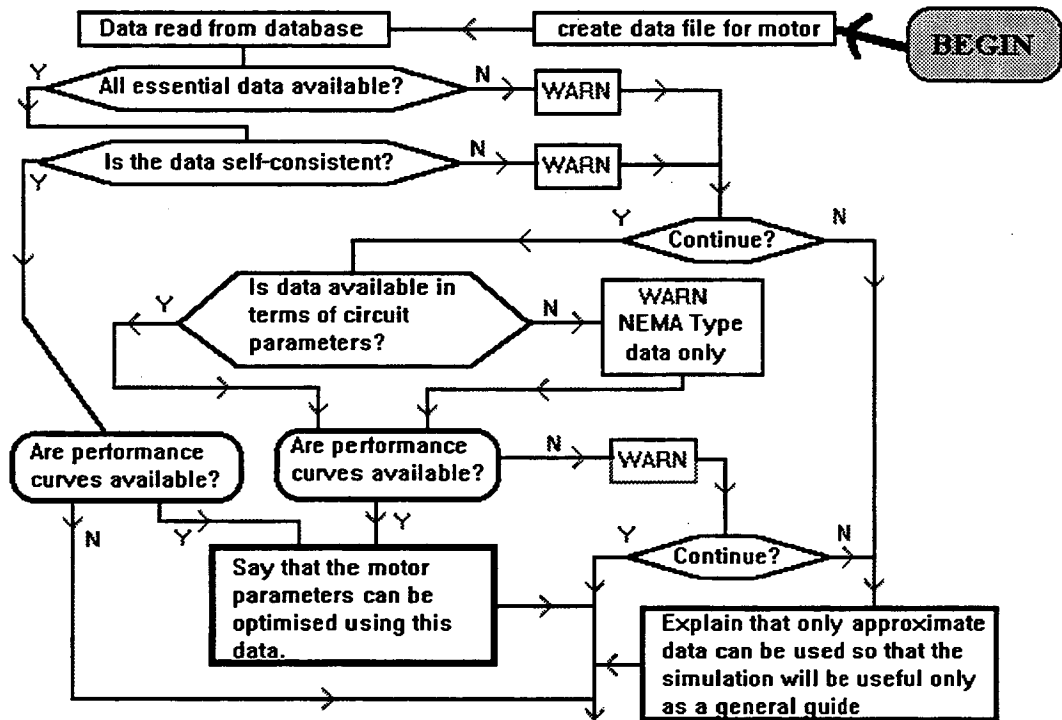 Data read from database
create data file for motor
BEGIN
Y
All essential data available?
N
WARN
Is the data self-consistent?
N
WARN
Y
Y
Continue?
N
Y
Is data available in
terms of circuit
parameters?
N
WARN
NEMA Type
data only
Are performance
curves available?
Are performance
curves available?
N
WARN
N
Y
Y
Y
Continue?
N
Say that the motor
parameters can be
optimised using this
data.
Explain that only approximate
data can be used so that the
simulation will be useful only
as a general guide